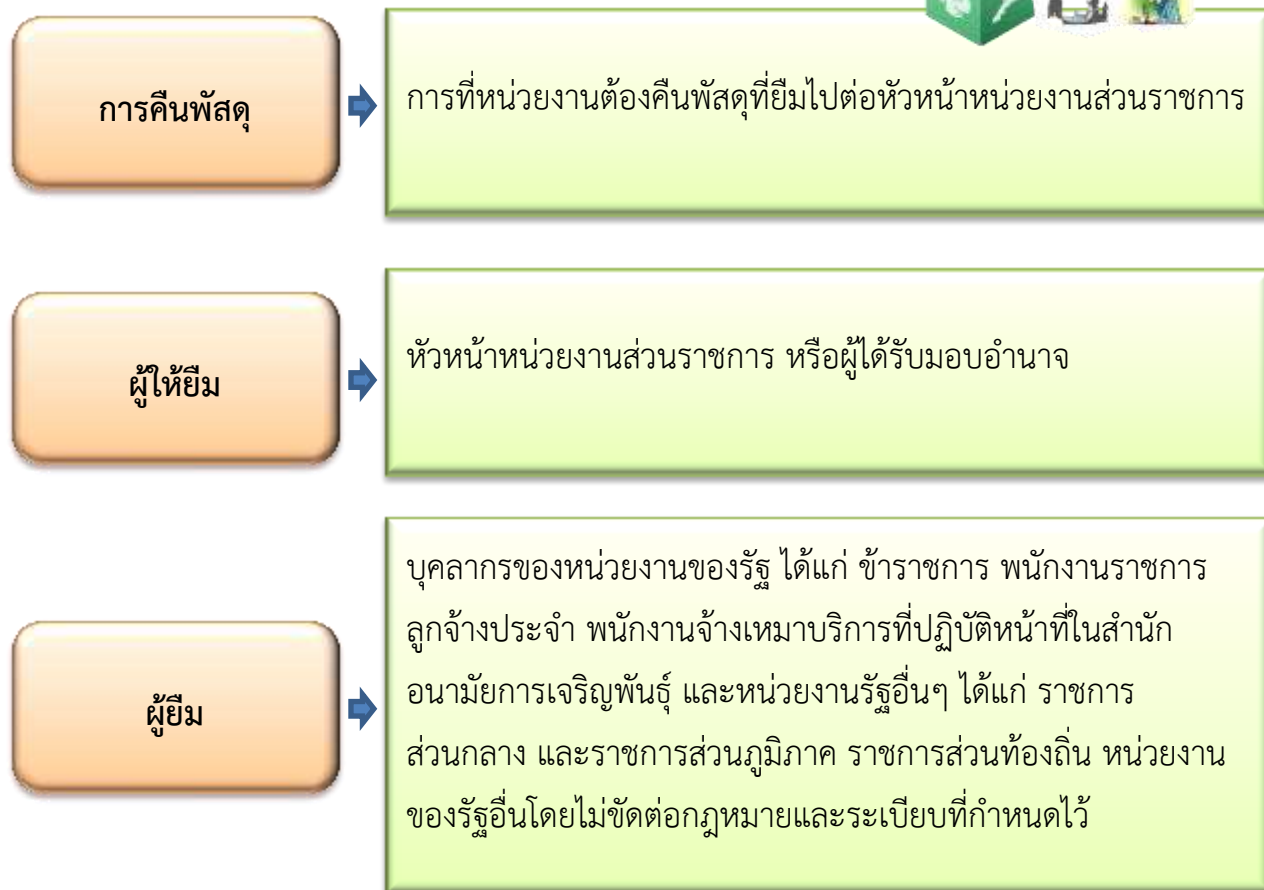 การคืนพัสดุ
การที่หน่วยงานต้องคืนพัสดุที่ยืมไปต่อหัวหน้าหน่วยงานส่วนราชการ
ผู้ให้ยืม
หัวหน้าหน่วยงานส่วนราชการ หรือผู้ได้รับมอบอำนาจ
ผู้ยืม
บุคลากรของหน่วยงานของรัฐ ได้แก่ ข้าราชการ พนักงานราชการ
ลูกจ้างประจำ พนักงานจ้างเหมาบริการที่ปฏิบัติหน้าที่ในสำนัก
อนามัยการเจริญพันธุ์ และหน่วยงานรัฐอื่นๆ ได้แก่ ราชการ
ส่วนกลาง และราชการส่วนภูมิภาค ราชการส่วนท้องถิ่น หน่วยงาน
ของรัฐอื่นโดยไม่ขัดต่อกฎหมายและระเบียบที่กำหนดไว้